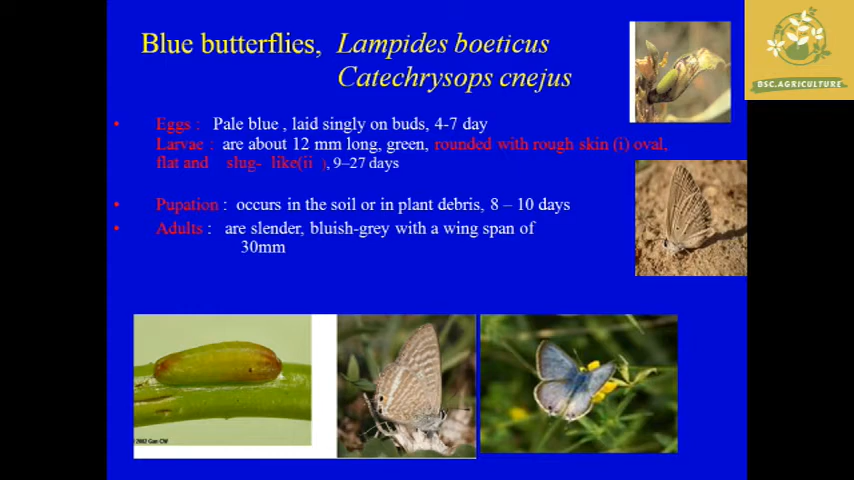 Blue butterflies, Lampides boeticus
Catechrysops cnejus
BSC.AGRICULTURE
• Eggs : Pale blue , laid singly on buds, 4-7 day
Larvae : are about 12 mm long, green, rounded with rough skin (i) oval,
flat and slug- like(ii ), 9–27 days
• Pupation : occurs in the soil or in plant debris, 8 – 10 days
• Adults : are slender, bluish-grey with a wing span of
30mm
© 2002 Gan CW